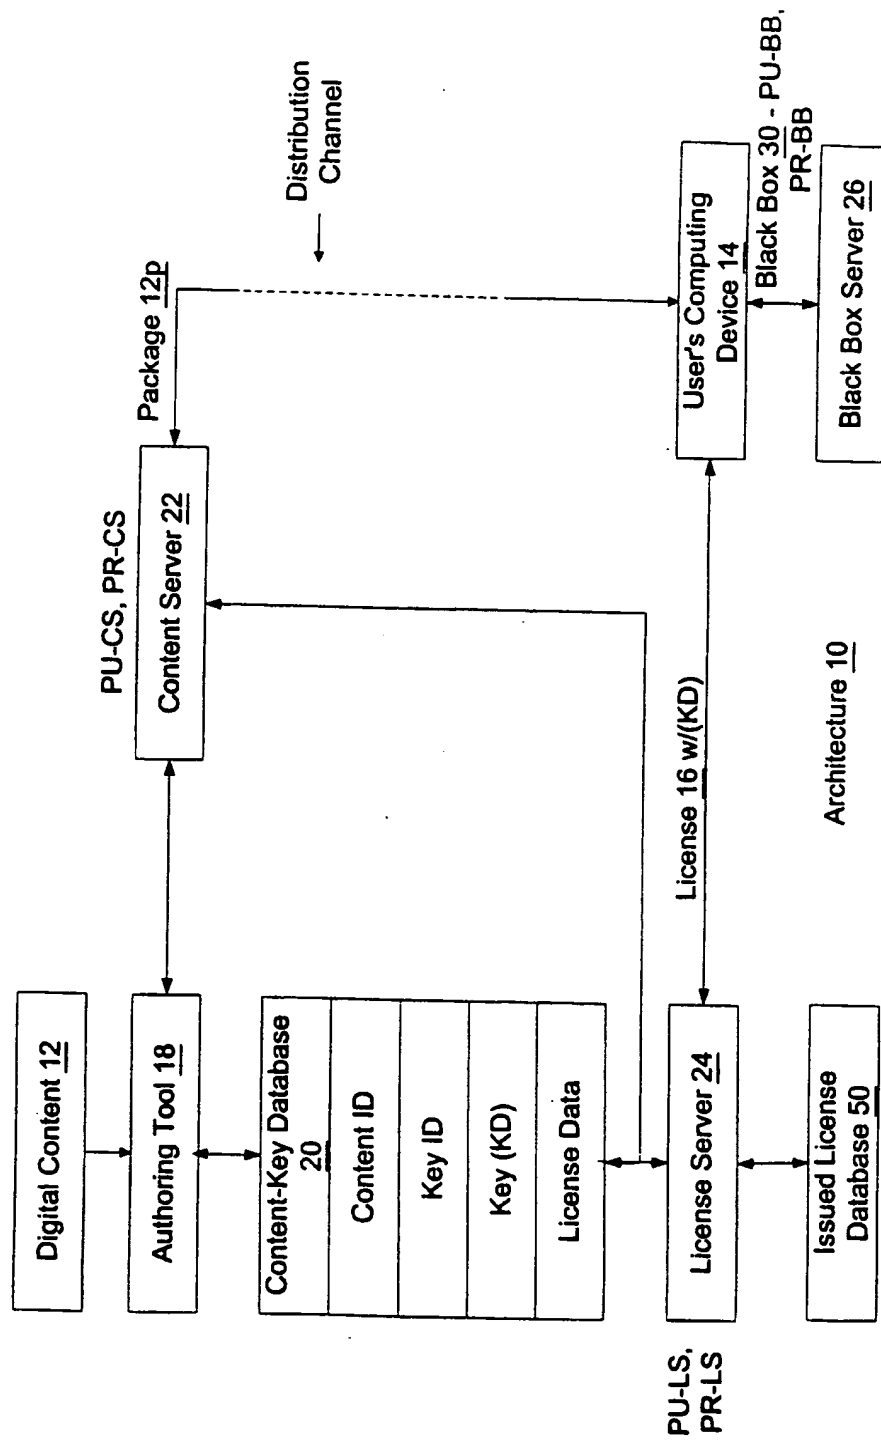 Digital Content 12
Authoring Tool 18
Content-Key Database
20
Content ID
Key ID
Key (KD)
License Data
PU-LS,
PR-LS
License Server 24
Issued License
Database 50
PU-CS, PR-CS
Content Server 22
Package 12p
Distribution
Channel
License 16 w/(KD)
User's Computing
Device 14
Black Box 30 - PU-BB,
PR-BB
Black Box Server 26
Architecture 10